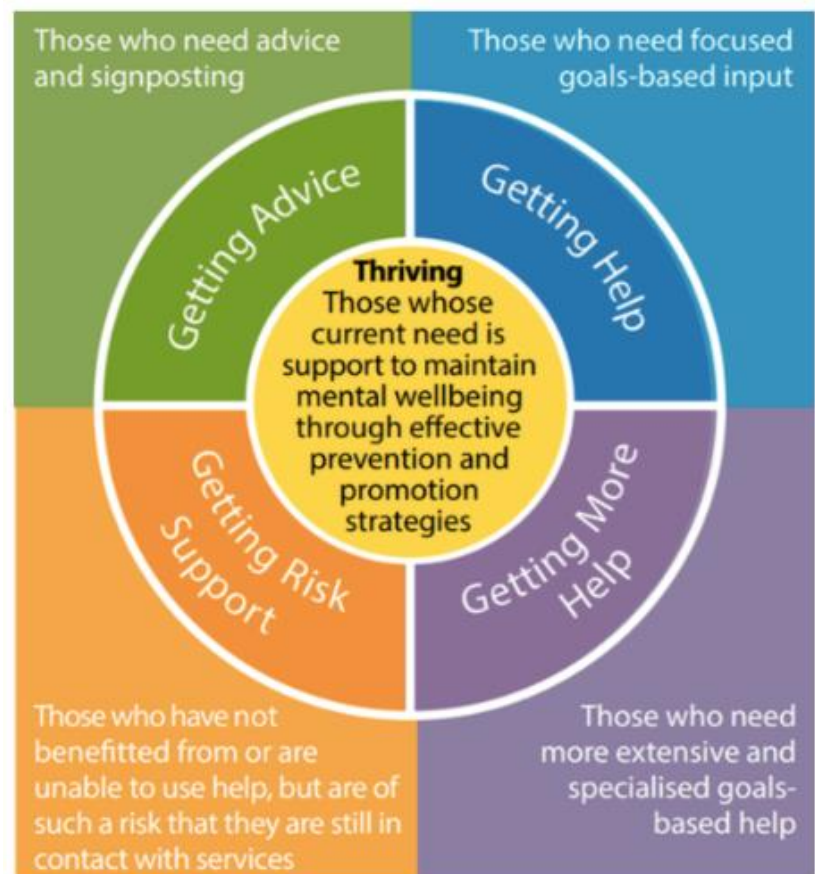 Those who need advice
and signposting
Those who need focused
goals-based input
Getting Advice
Getting Help
Thriving
Those whose
current need is
support to maintain
mental wellbeing
through effective
prevention and
promotion
strategies
Getting Risk
Support
Getting More
Help
Those who have not
benefitted from or are
unable to use help, but are of
such a risk that they are still in
contact with services
Those who need
more extensive and
specialised goals-
based help